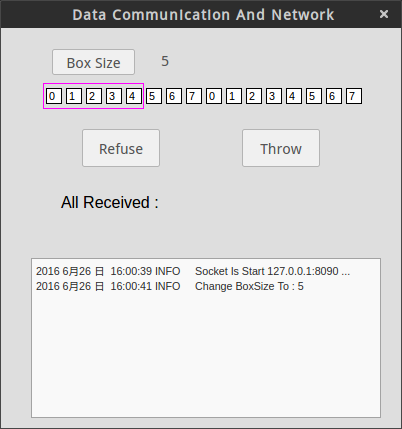 Data Communication And Network ×
Box Size 5
0 1 2 3 4 5 6 7 0 1 2 3 4 5 6 7
Refuse Throw
All Received :
2016 6月26 日 16:00:39 INFO Socket Is Start 127.0.0.1:8090 ...
2016 6月26 日 16:00:41 INFO Change BoxSize To : 5